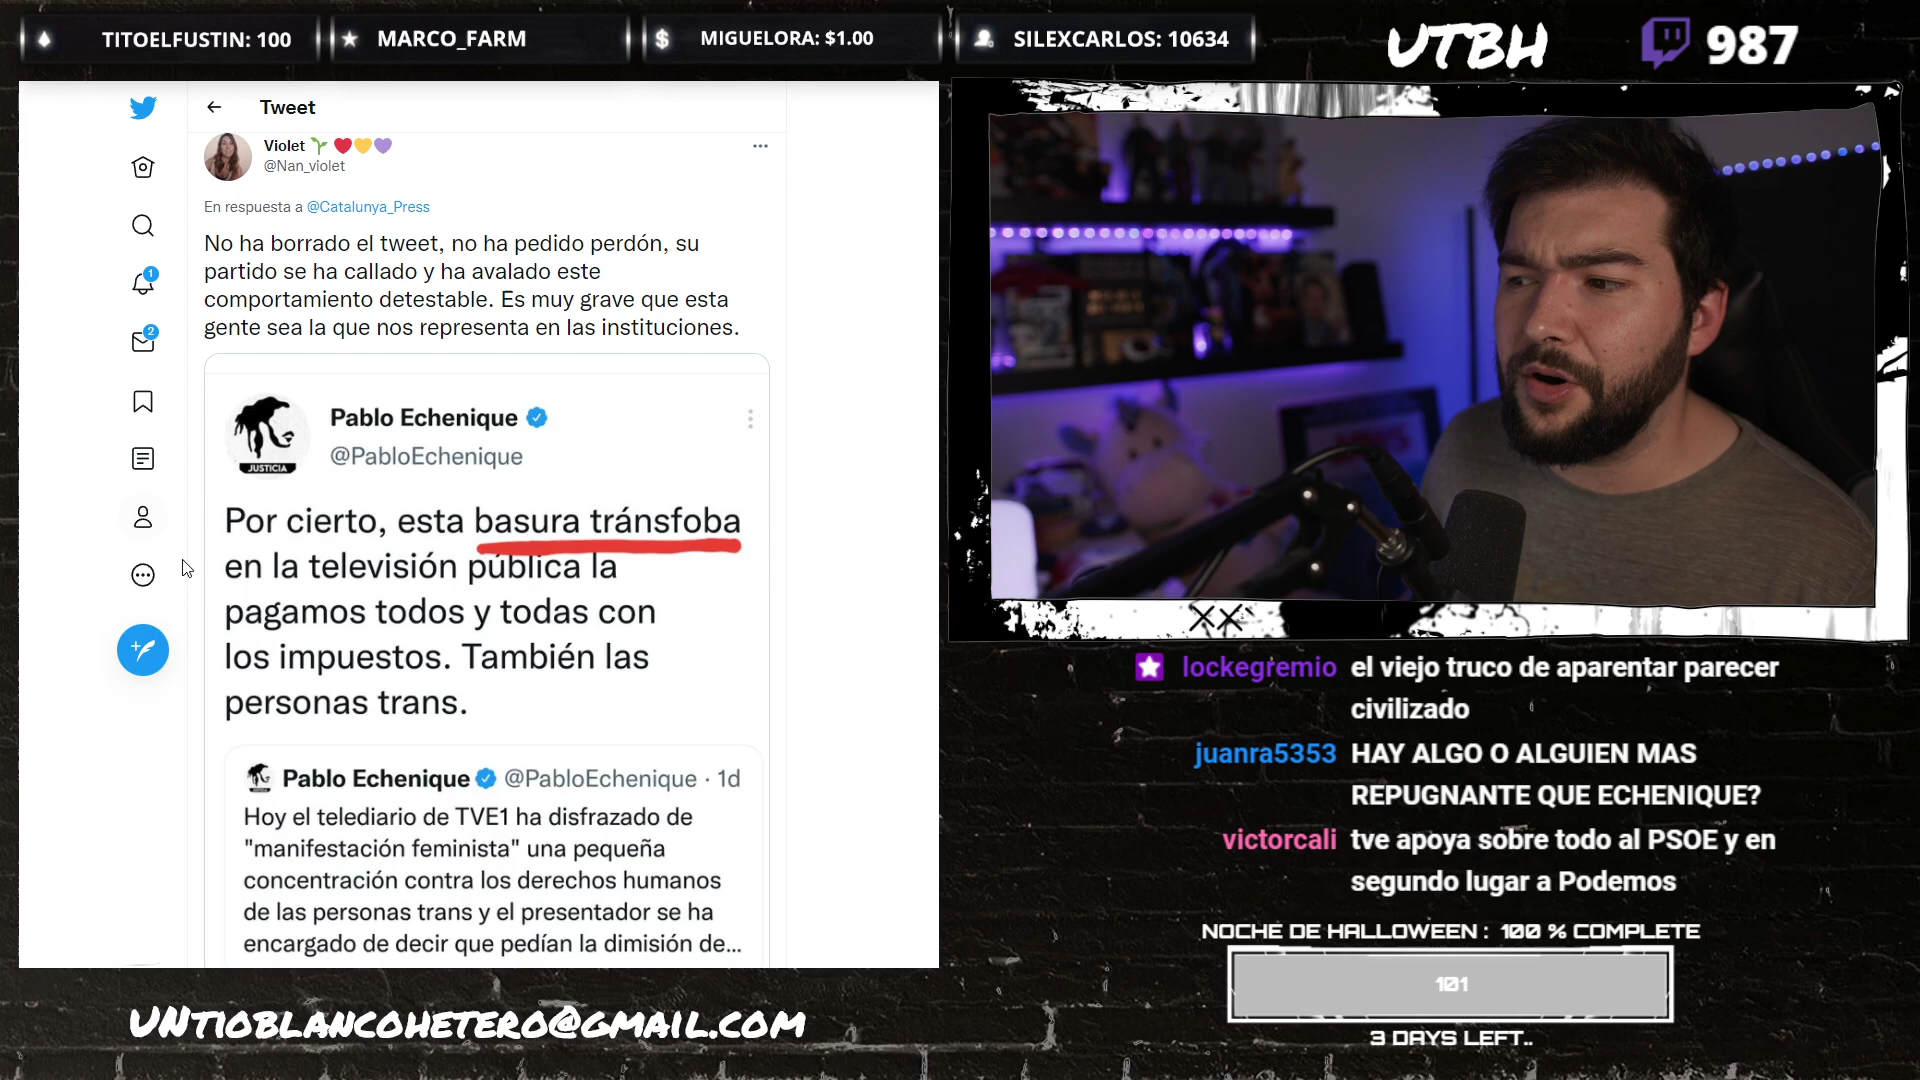 TITOELFUSTIN: 100
MARCO_FARM
MIGUELORA: $1.00
SILEXCARLOS: 10634
UTBH
987
Tweet
Violet
@Nan_violet
En respuesta a @Catalunya_Press
No ha borrado el tweet, no ha pedido perdón, su
partido se ha callado y ha avalado este
comportamiento detestable. Es muy grave que esta
gente sea la que nos representa en las instituciones.
1
2
Pablo Echenique
@PabloEchenique
JUSTICIA
Por cierto, esta basura tránsfoba
en la televisión pública la
pagamos todos y todas con
los impuestos. También las
personas trans.
Pablo Echenique @PabloEchenique · 1d
Hoy el telediario de TVE1 ha disfrazado de
"manifestación feminista" una pequeña
concentración contra los derechos humanos
de las personas trans y el presentador se ha
encargado de decir que pedían la dimisión de...
lockegremio el viejo truco de aparentar parecer
civilizado
juanra5353 HAY ALGO O ALGUIEN MAS
REPUGNANTE QUE ECHENIQUE?
victorcali tve apoya sobre todo al PSOE y en
segundo lugar a Podemos
NOCHE DE HALLOWEEN : 100 % COMPLETE
101
3 DAYS LEFT..
UNTIOBLANCOHETERO@GMAIL.COM